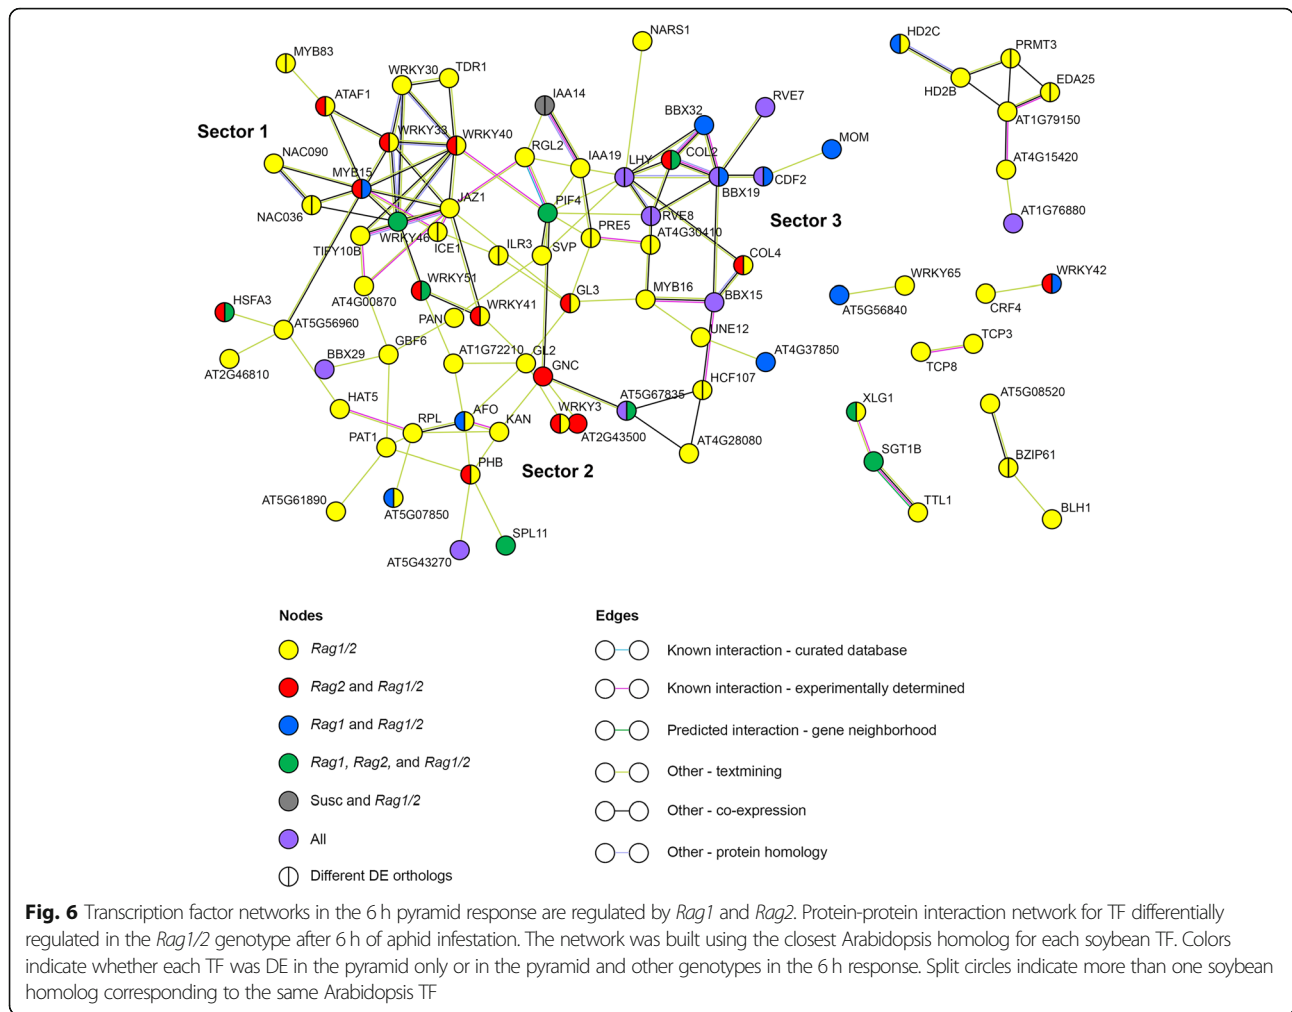 NARS1
HD2C
PRMT3
MYB83
WRKY30
TDR1
EDA25
HD2B
ATAF1
IAA14
RVE7
BBX32
AT1G79150
Sector 1
WRKY33
WRKY40
MOM
RGL2
LHY
COL2
NAC090
IAA19
AT4G15420
MYB15
BBX19
CDF2
JAZ1
PIF4
RVE8
Sector 3
AT1G76880
NAC036
WRKY46
PRE5
AT4G30410
TIFY10B
ICE1
ILR3
SVP
COL4
WRKY65
WRKY42
WRKY51
AT4G00870
GL3
MYB16
BBX15
HSFA3
WRKY41
AT5G56840
CRF4
AT5G56960
PAN
UNE12
GBF6
TCP3
BBX29
AT1G72210
GL2
AT4G37850
AT2G46810
GNC
TCP8
HCF107
AT5G67835
AT5G08520
HAT5
XLG1
AFO
WRKY3
RPL
KAN
PAT1
AT2G43500
SGT1B
AT4G28080
BZIP61
PHB
Sector 2
AT5G61890
AT5G07850
TTL1
BLH1
SPL11
AT5G43270
Nodes
Rag1/2
Rag2 and Rag1/2
Rag1 and Rag1/2
Rag1, Rag2, and Rag1/2
Susc and Rag1/2
All
Different DE orthologs
Edges
Known interaction - curated database
Known interaction - experimentally determined
Predicted interaction - gene neighborhood
Other - textmining
Other - co-expression
Other - protein homology
Fig. 6 Transcription factor networks in the 6 h pyramid response are regulated by Rag1 and Rag2. Protein-protein interaction network for TF differentially
regulated in the Rag1/2 genotype after 6 h of aphid infestation. The network was built using the closest Arabidopsis homolog for each soybean TF. Colors
indicate whether each TF was DE in the pyramid only or in the pyramid and other genotypes in the 6 h response. Split circles indicate more than one soybean
homolog corresponding to the same Arabidopsis TF